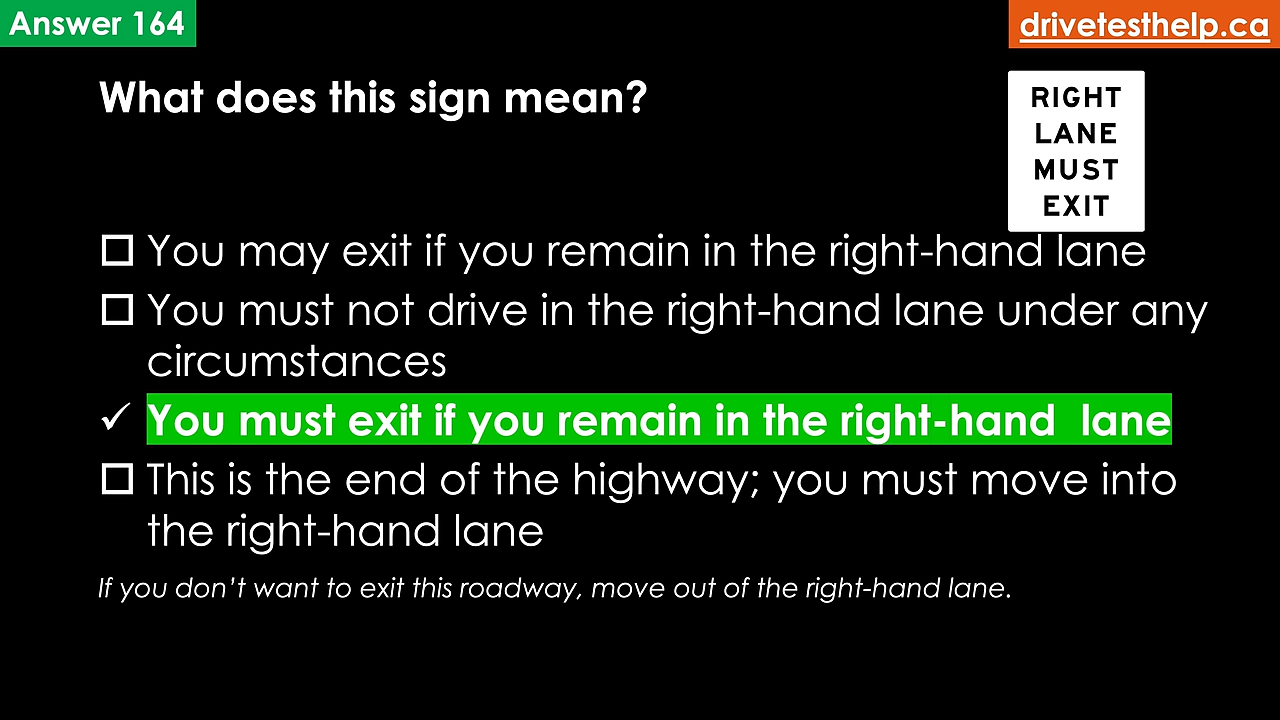 Answer 164
drivetesthelp.ca
What does this sign mean?
RIGHT
LANE
MUST
EXIT
You may exit if you remain in the right-hand lane
You must not drive in the right-hand lane under any
circumstances
You must exit if you remain in the right-hand  lane
This is the end of the highway; you must move into
the right-hand lane
If you don’t want to exit this roadway, move out of the right-hand lane.